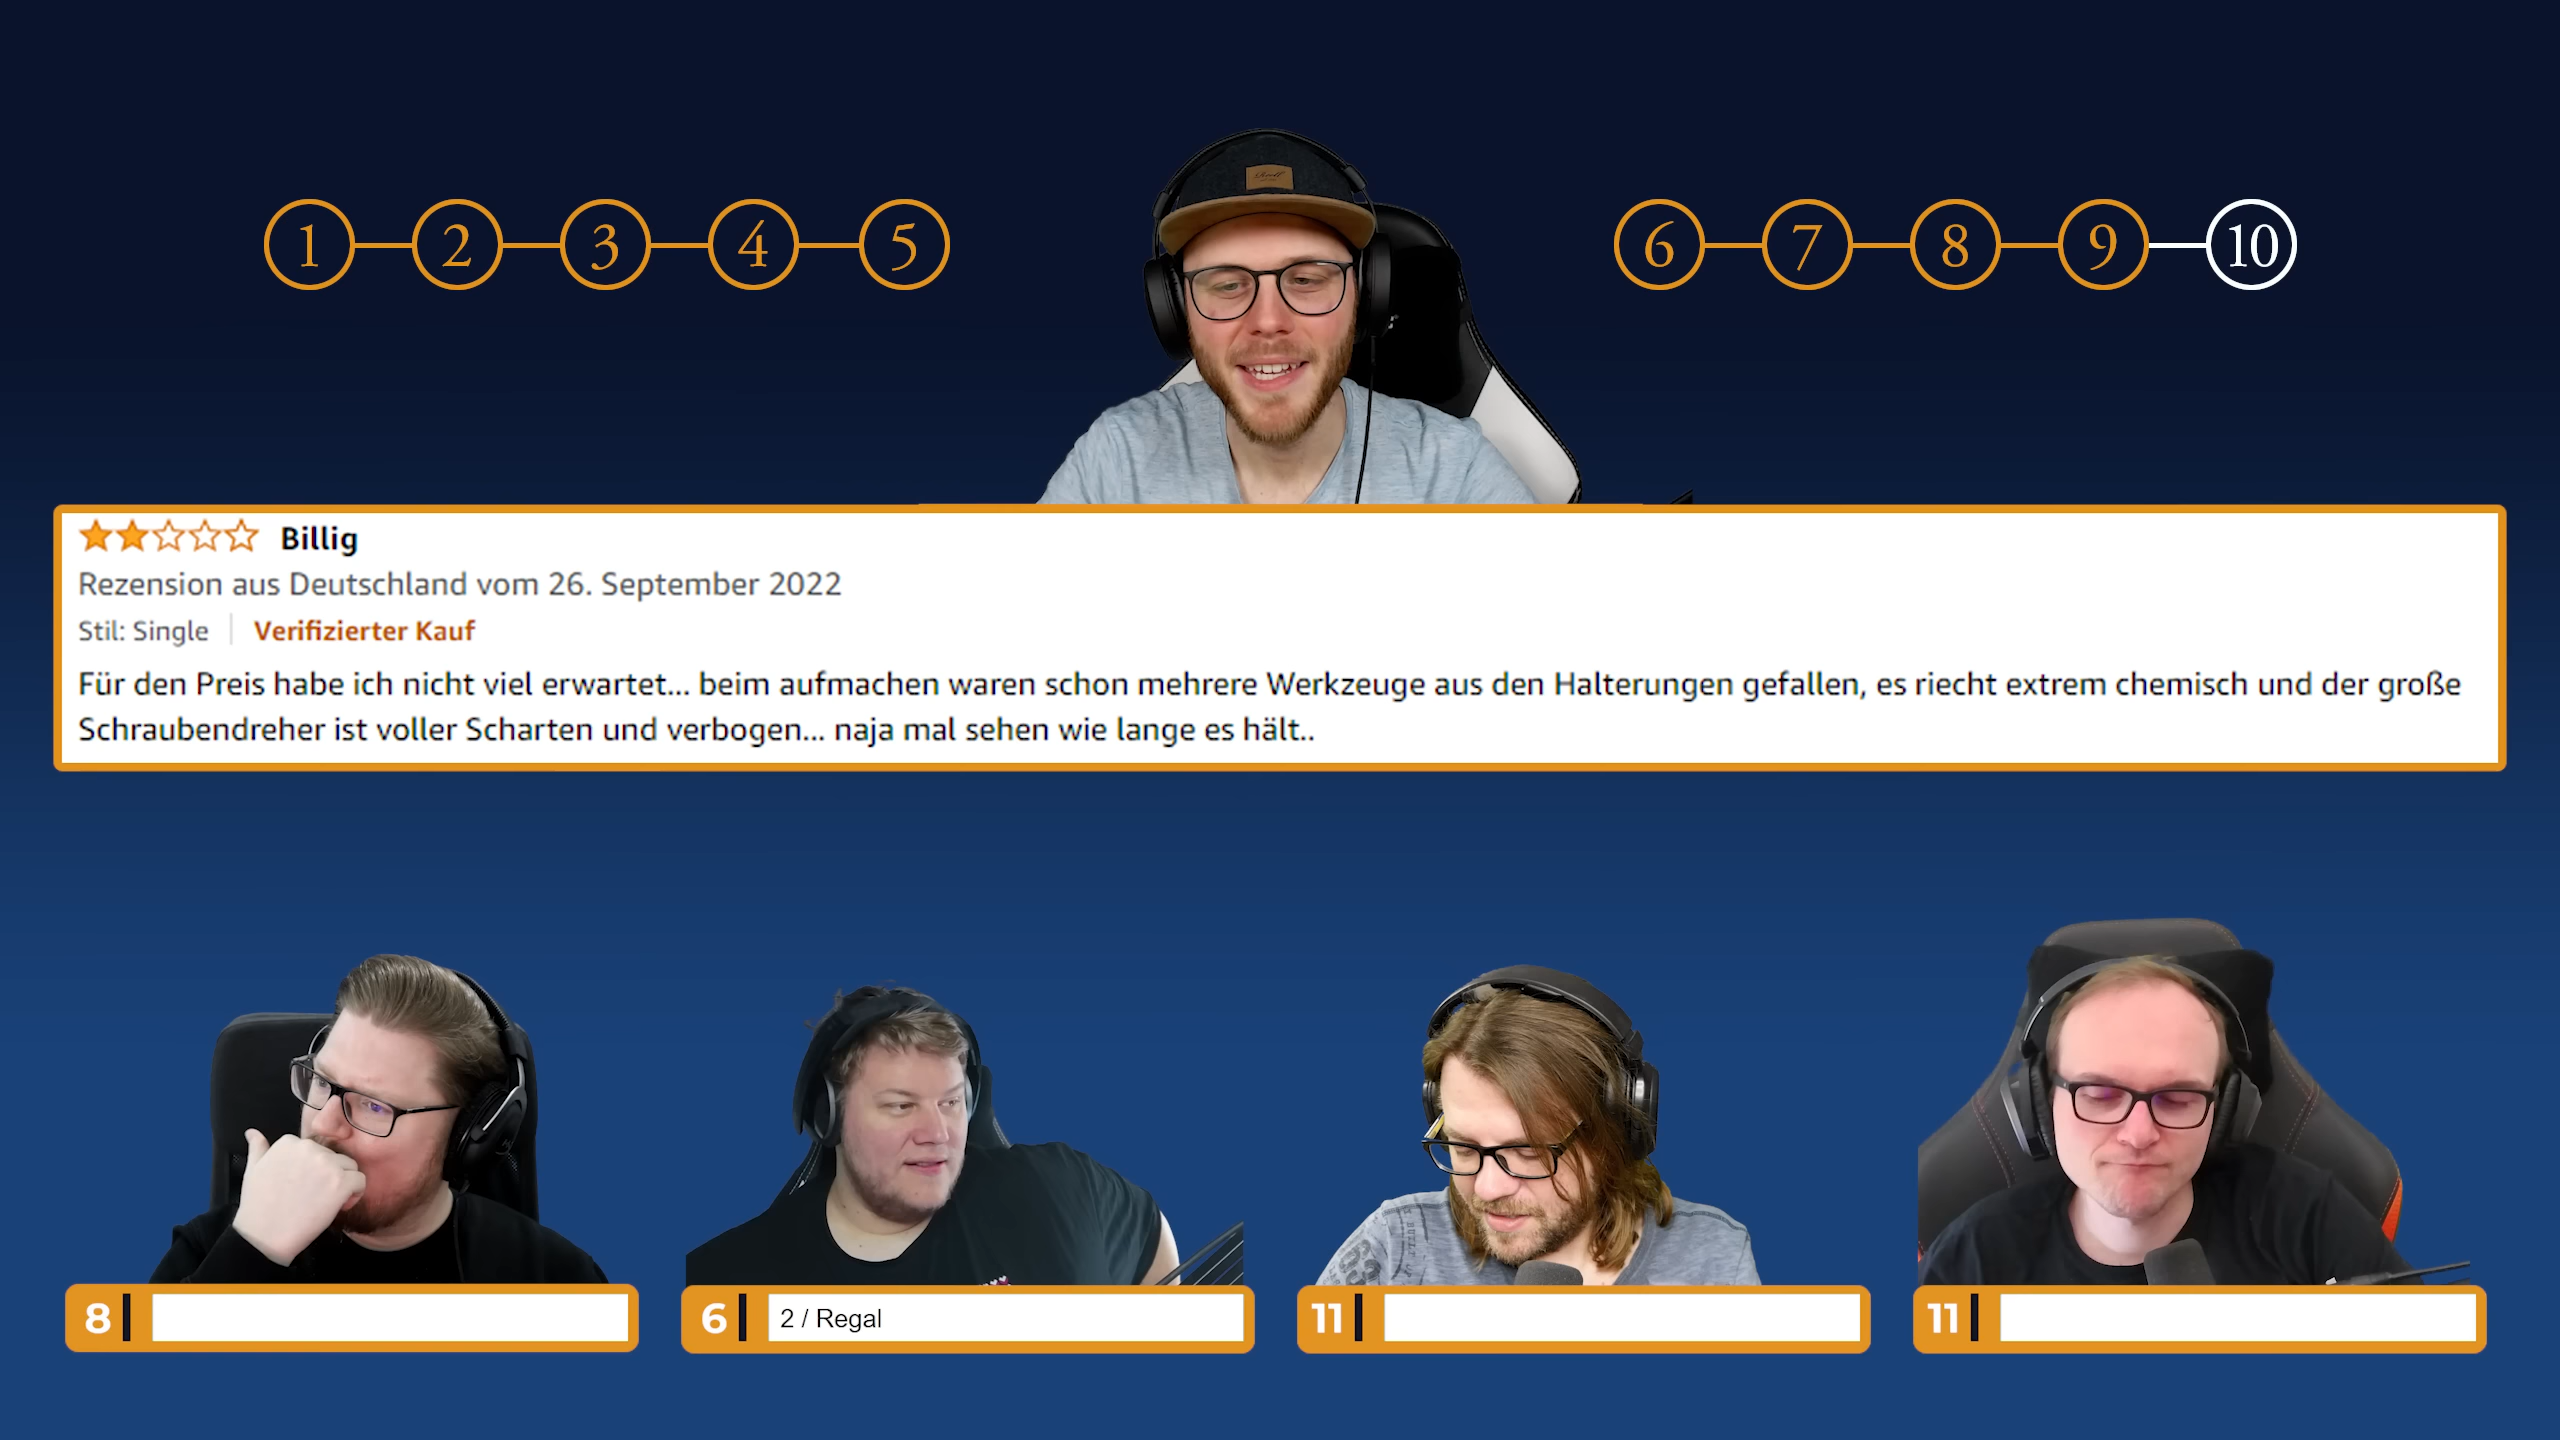 1 2 3 4 5
6 7 8 9 10
Billig
Rezension aus Deutschland vom 26. September 2022
Stil: Single Verifizierter Kauf
Für den Preis habe ich nicht viel erwartet... beim aufmachen waren schon mehrere Werkzeuge aus den Halterungen gefallen, es riecht extrem chemisch und der große
Schraubendreher ist voller Scharten und verbogen... naja mal sehen wie lange es hält..
8
6 2 / Regal
11
11